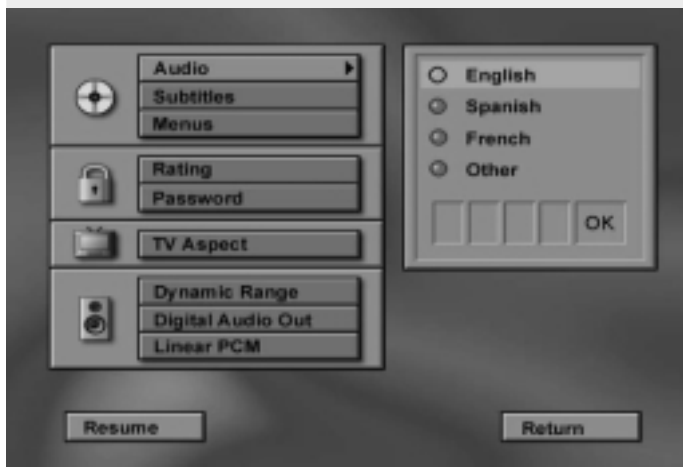 Audio
Subtitles
Menus
Rating
Password
TV Aspect
Dynamic Range
Digital Audio Out
Linear PCM
English
Spanish
French
Other
OK
Resume
Return